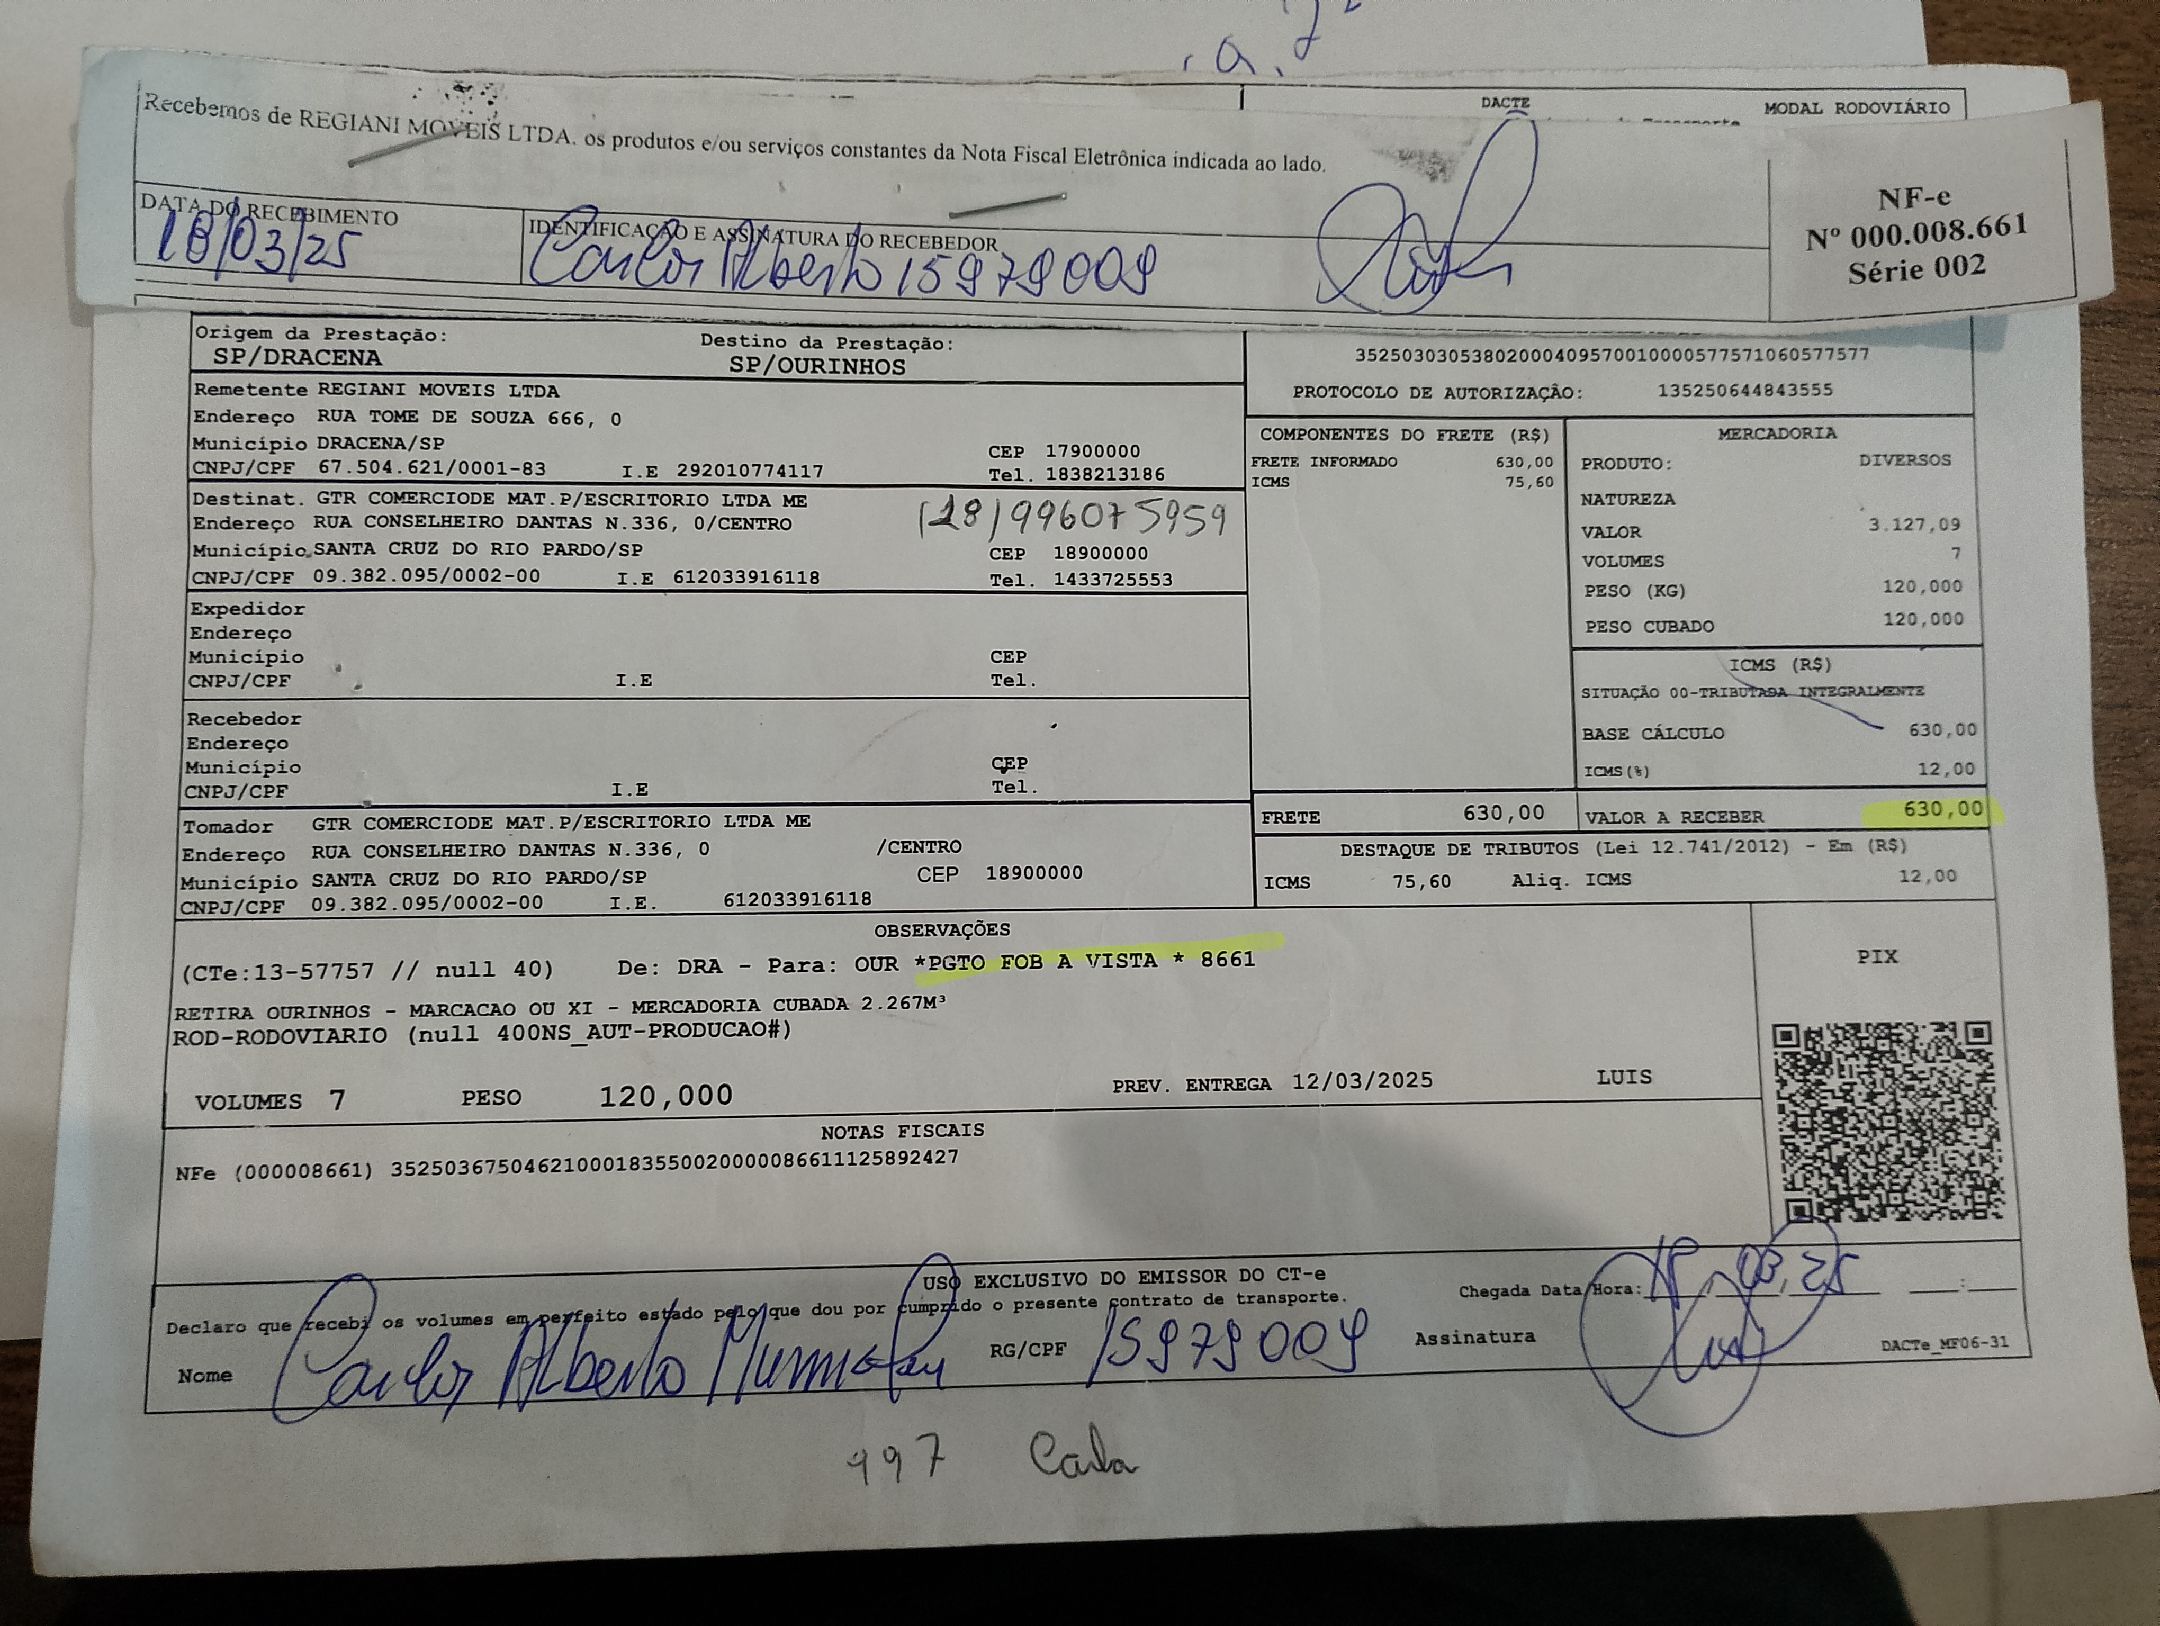 DACTE
MODAL RODOVIÁRIO
Recebemos de REGIANI MOVEIS LTDA. os produtos e/ou serviços constantes da Nota Fiscal Eletrônica indicada ao lado.
DATA DO RECEBIMENTO
18/03/25
IDENTIFICAÇÃO E ASSINATURA DO RECEBEDOR
Carlos Alberto 15979009
NF-e
Nº 000.008.661
Série 002
Origem da Prestação: Destino da Prestação:
SP/DRACENA SP/OURINHOS
Remetente REGIANI MOVEIS LTDA
Endereço RUA TOME DE SOUZA 666, 0
Município DRACENA/SP CEP 17900000
CNPJ/CPF 67.504.621/0001-83 I.E 292010774117 Tel. 1838213186
Destinat. GTR COMERCIODE MAT.P/ESCRITORIO LTDA ME
Endereço RUA CONSELHEIRO DANTAS N.336, 0/CENTRO (18) 996075959
Município SANTA CRUZ DO RIO PARDO/SP CEP 18900000
CNPJ/CPF 09.382.095/0002-00 I.E 612033916118 Tel. 1433725553
Expedidor
Endereço
Município CEP
CNPJ/CPF I.E Tel.
Recebedor
Endereço
Município CEP
CNPJ/CPF I.E Tel.
Tomador GTR COMERCIODE MAT.P/ESCRITORIO LTDA ME
Endereço RUA CONSELHEIRO DANTAS N.336, 0 /CENTRO
Município SANTA CRUZ DO RIO PARDO/SP CEP 18900000
CNPJ/CPF 09.382.095/0002-00 I.E. 612033916118
35250303053802000409570010000577571060577577
PROTOCOLO DE AUTORIZAÇÃO: 135250644843555
COMPONENTES DO FRETE (R$)
FRETE INFORMADO 630,00
ICMS 75,60
MERCADORIA
PRODUTO: DIVERSOS
NATUREZA
VALOR 3.127,09
VOLUMES 7
PESO (KG) 120,000
PESO CUBADO 120,000
ICMS (R$)
SITUAÇÃO 00-TRIBUTADA INTEGRALMENTE
BASE CÁLCULO 630,00
ICMS(%) 12,00
FRETE 630,00 VALOR A RECEBER 630,00
DESTAQUE DE TRIBUTOS (Lei 12.741/2012) - Em (R$)
ICMS 75,60 Aliq. ICMS 12,00
OBSERVAÇÕES
(CTe:13-57757 // null 40) De: DRA - Para: OUR *PGTO FOB A VISTA * 8661
RETIRA OURINHOS - MARCACAO OU XI - MERCADORIA CUBADA 2.267M³
ROD-RODOVIARIO (null 400NS_AUT-PRODUCAO#)
VOLUMES 7 PESO 120,000 PREV. ENTREGA 12/03/2025 LUIS
PIX
NOTAS FISCAIS
NFe (000008661) 35250367504621000183550020000086611125892427
USO EXCLUSIVO DO EMISSOR DO CT-e
Declaro que recebi os volumes em perfeito estado pelo que dou por cumprido o presente contrato de transporte.
Chegada Data/Hora: 18 03, 25 :
Nome Carlos Alberto
RG/CPF 15979009
Assinatura
DACTe_MF06-31
997 Carla